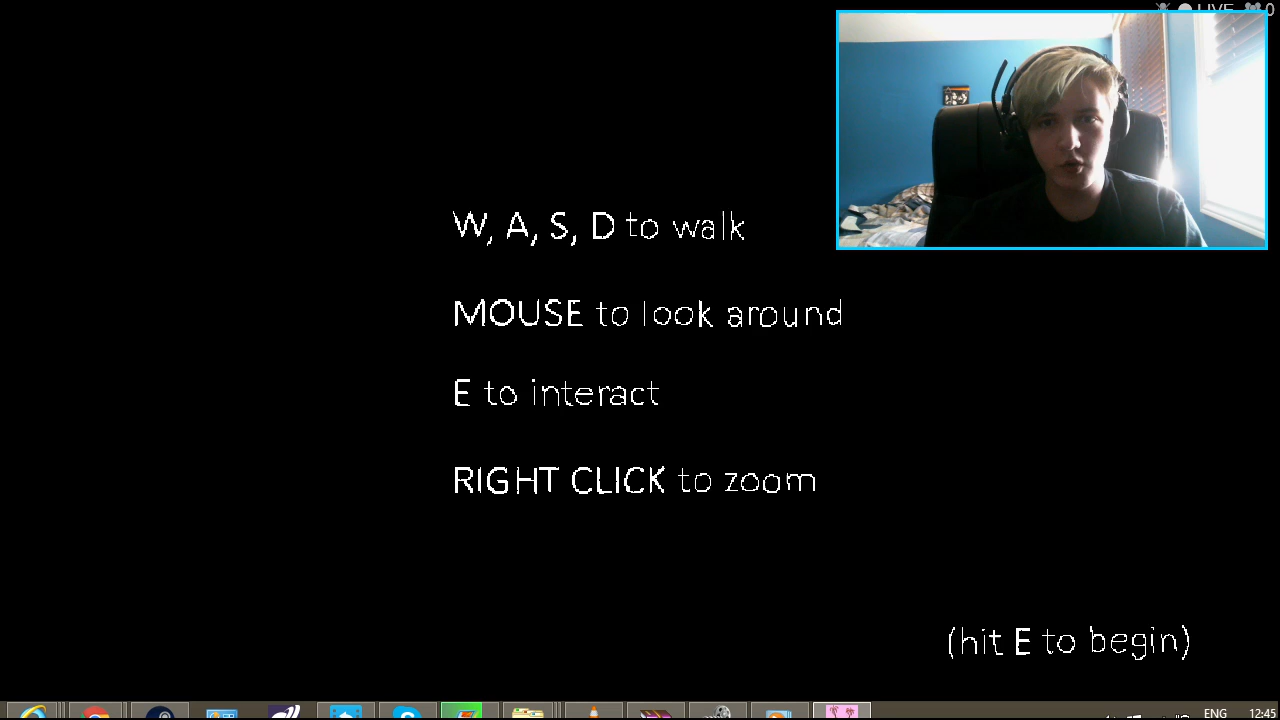 LIVE 0
W, A, S, D to walk
MOUSE to look around
E to interact
RIGHT CLICK to zoom
(hit E to begin)
ENG 12:45